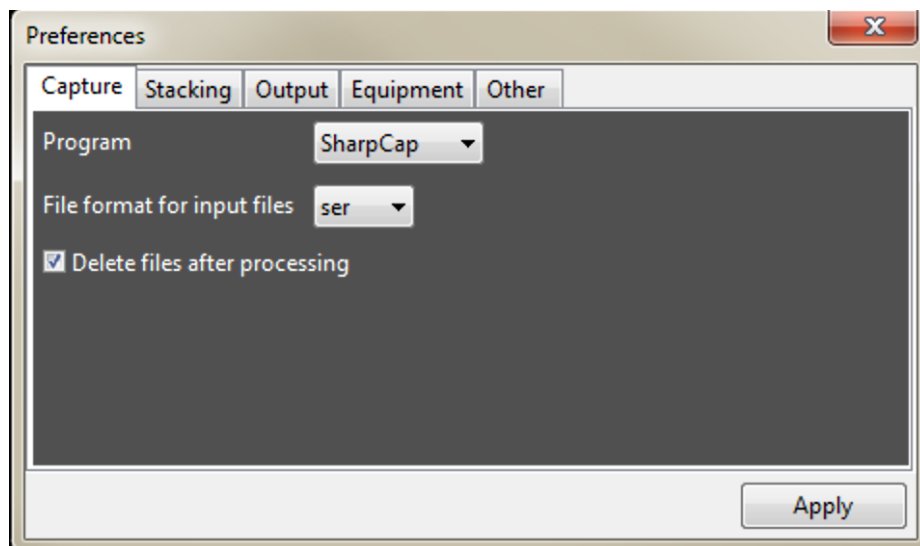 Preferences
Capture Stacking Output Equipment Other
Program SharpCap
File format for input files ser
Delete files after processing
Apply